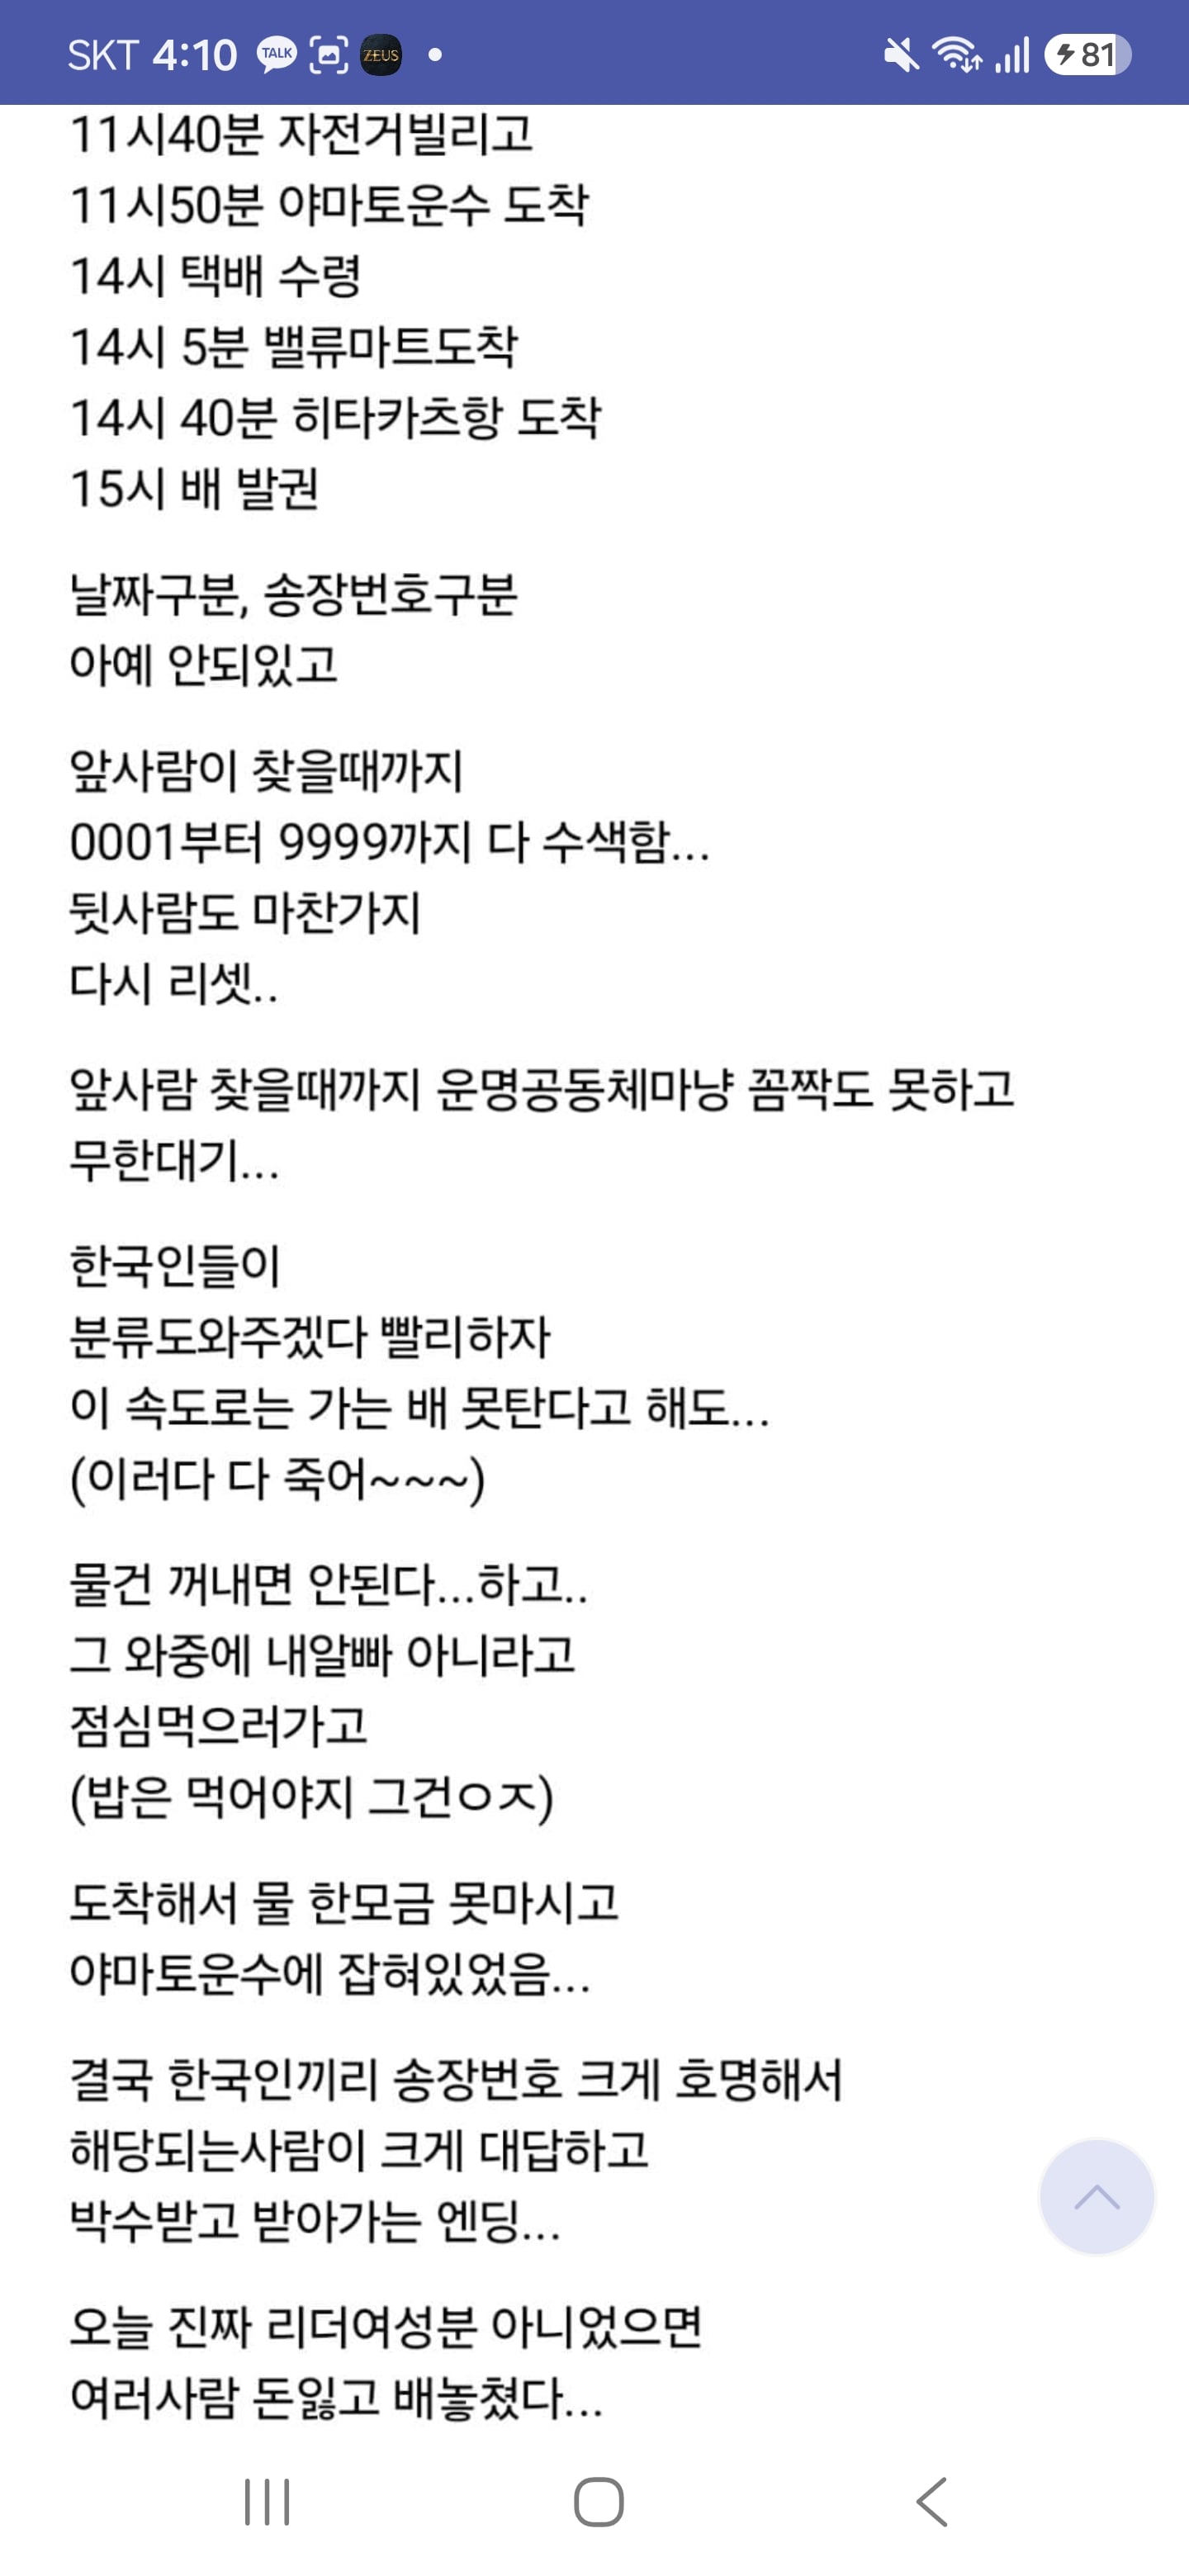 SKT 4:10 TALK ZEUS 81
11시40분 자전거빌리고
11시50분 야마토운수 도착
14시 택배 수령
14시 5분 밸류마트도착
14시 40분 히타카츠항 도착
15시 배 발권
날짜구분, 송장번호구분
아예 안되있고
앞사람이 찾을때까지
0001부터 9999까지 다 수색함...
뒷사람도 마찬가지
다시 리셋..
앞사람 찾을때까지 운명공동체마냥 꼼짝도 못하고
무한대기...
한국인들이
분류도와주겠다 빨리하자
이 속도로는 가는 배 못탄다고 해도...
(이러다 다 죽어~~~)
물건 꺼내면 안된다...하고..
그 와중에 내알빠 아니라고
점심먹으러가고
(밥은 먹어야지 그건ㅇㅈ)
도착해서 물 한모금 못마시고
야마토운수에 잡혀있었음...
결국 한국인끼리 송장번호 크게 호명해서
해당되는사람이 크게 대답하고
박수받고 받아가는 엔딩...
오늘 진짜 리더여성분 아니었으면
여러사람 돈잃고 배놓쳤다...